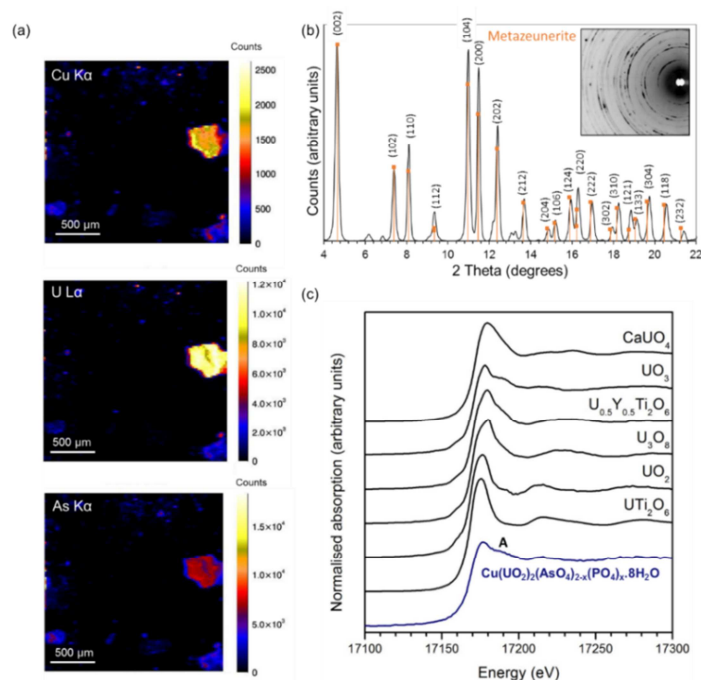 (a)
Counts
Cu Kα
2500
2000
1500
1000
500
0
500 μm
Counts
U Lα
1.2×10⁴
1.0×10⁴
8.0×10³
6.0×10³
4.0×10³
2.0×10³
0
500 μm
Counts
As Kα
1.5×10⁴
1.0×10⁴
5.0×10³
0
500 μm
(b)
Metazeunerite
Counts (arbitrary units)
(002)
(102)
(110)
(112)
(104)
(200)
(202)
(212)
(204)
(106)
(124)
(220)
(222)
(302)
(310)
(121)
(133)
(304)
(118)
(232)
4 6 8 10 12 14 16 18 20 22
2 Theta (degrees)
(c)
Normalised absorption (arbitrary units)
CaUO₄
UO₃
U₀.₅Y₀.₅Ti₂O₆
U₃O₈
UO₂
UTi₂O₆
A
Cu(UO₂)₂(AsO₄)₂₋ₓ(PO₄)ₓ.8H₂O
17100 17150 17200 17250 17300
Energy (eV)